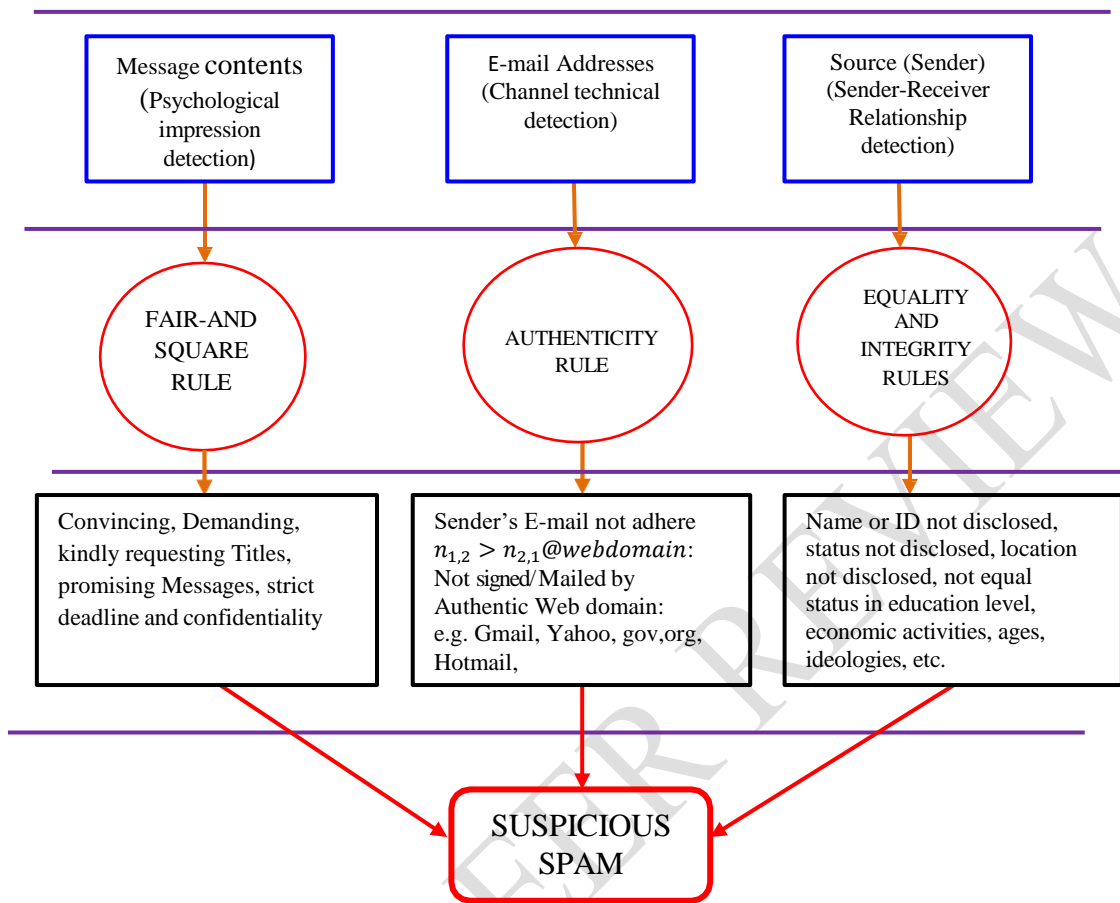 Message contents
(Psychological
impression
detection)
E-mail Addresses
(Channel technical
detection)
Source (Sender)
(Sender-Receiver
Relationship
detection)
FAIR-AND
SQUARE
RULE
AUTHENTICITY
RULE
EQUALITY
AND
INTEGRITY
RULES
Convincing, Demanding,
kindly requesting Titles,
promising Messages, strict
deadline and confidentiality
Sender’s E-mail not adhere
𝑛₁,₂ > 𝑛₂,₁@𝑤𝑒𝑏𝑑𝑜𝑚𝑎𝑖𝑛:
Not signed/Mailed by
Authentic Web domain:
e.g. Gmail, Yahoo, gov,org,
Hotmail,
Name or ID not disclosed,
status not disclosed, location
not disclosed, not equal
status in education level,
economic activities, ages,
ideologies, etc.
SUSPICIOUS
SPAM
EER REVIEW